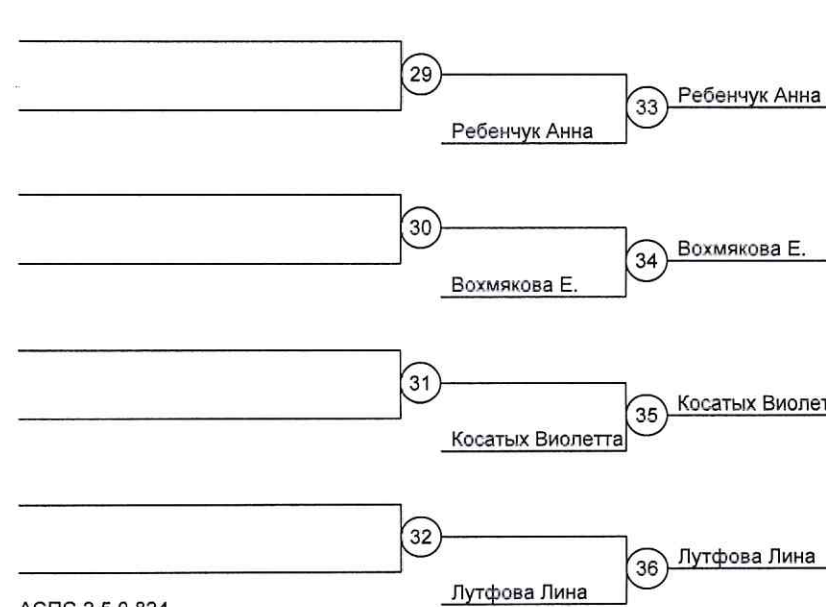 29
33
Ребенчук Анна
Ребенчук Анна
30
34
Вохмякова Е.
Вохмякова Е.
31
35
Косатых Виолет
Косатых Виолетта
32
36
Лутфова Лина
Лутфова Лина